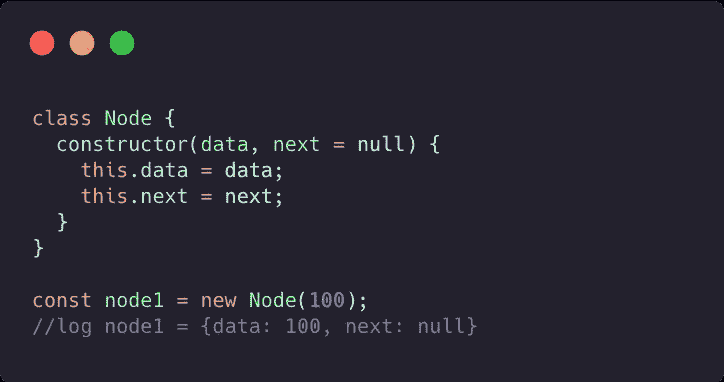 class Node {
  constructor(data, next = null) {
    this.data = data;
    this.next = next;
  }
}
const node1 = new Node(100);
//log node1 = {data: 100, next: null}